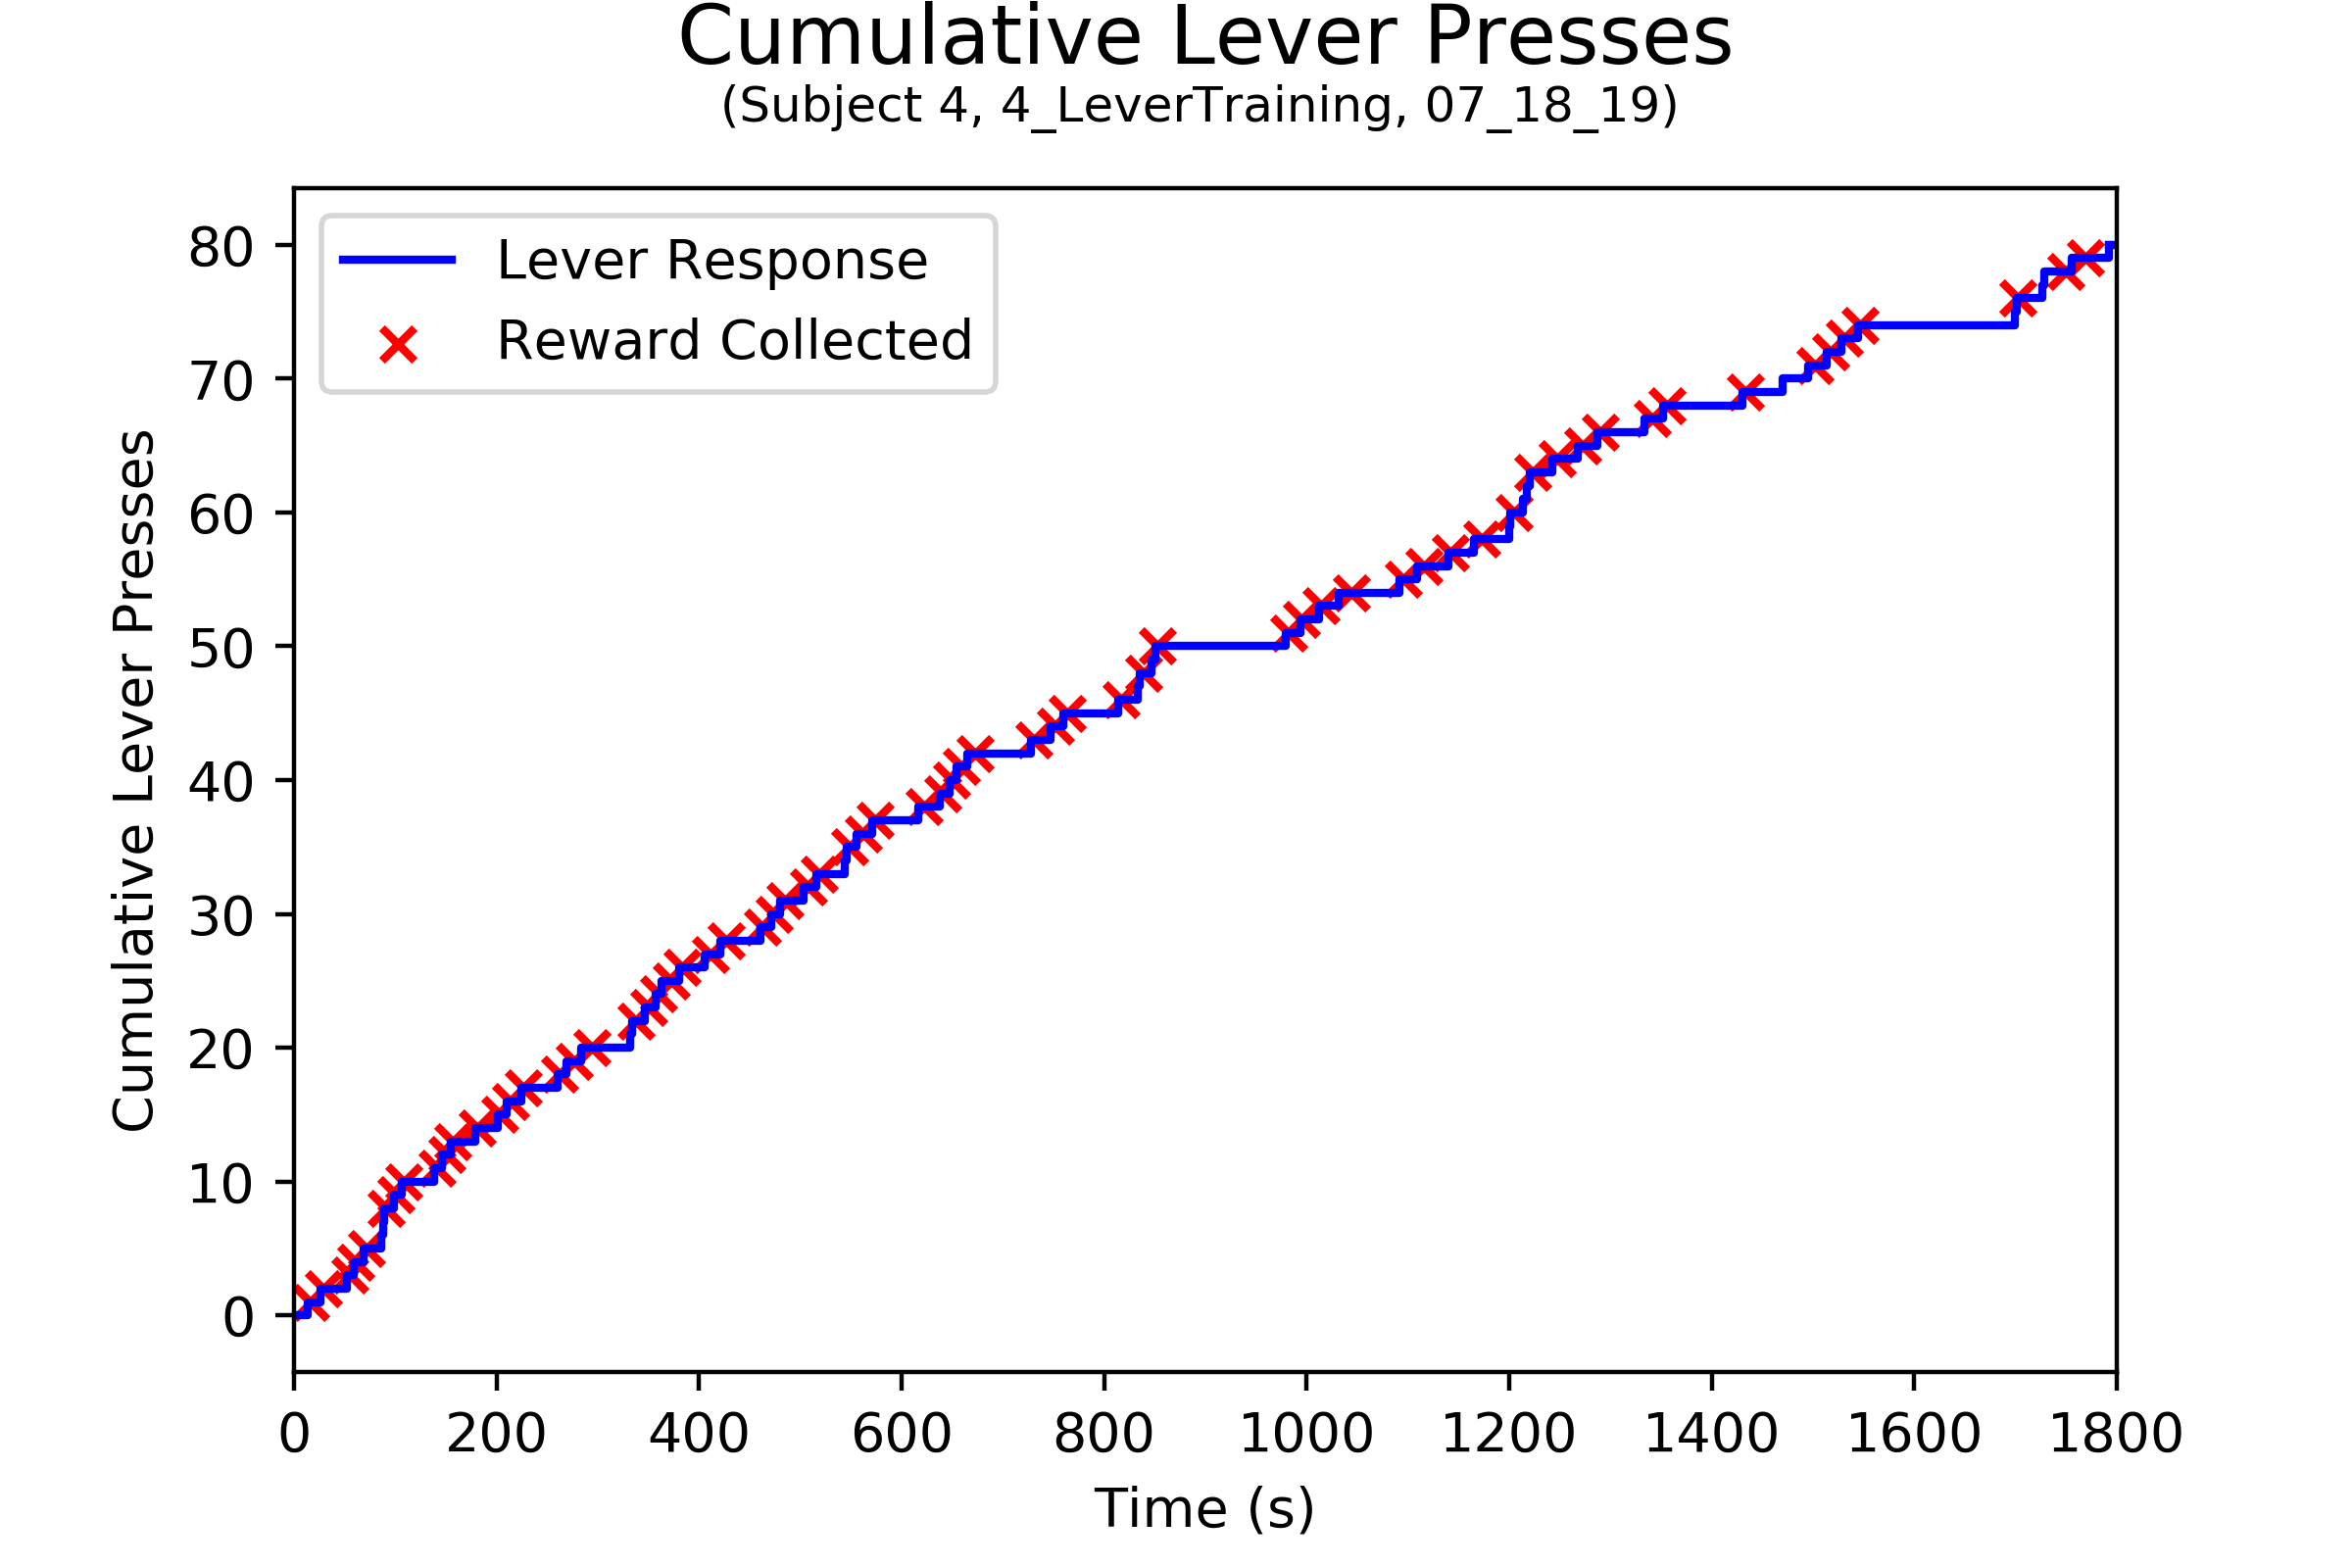 Cumulative Lever Presses
(Subject 4, 4_LeverTraining, 07_18_19)
Lever Response
Reward Collected
Cumulative Lever Presses
80
70
60
50
40
30
20
10
0
0 200 400 600 800 1000 1200 1400 1600 1800
Time (s)